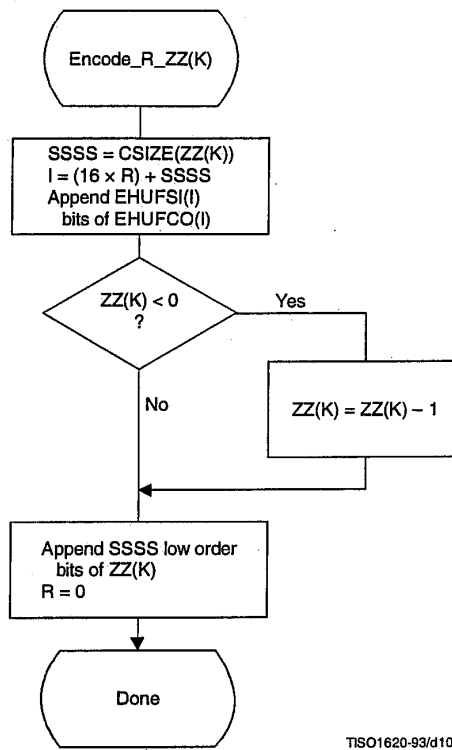 Encode_R_ZZ(K)
SSSS = CSIZE(ZZ(K))
I = (16 × R) + SSSS
Append EHUFSI(I)
bits of EHUFCO(I)
ZZ(K) < 0
?
Yes
No
ZZ(K) = ZZ(K) – 1
Append SSSS low order
bits of ZZ(K)
R = 0
Done
TISO1620-93/d10